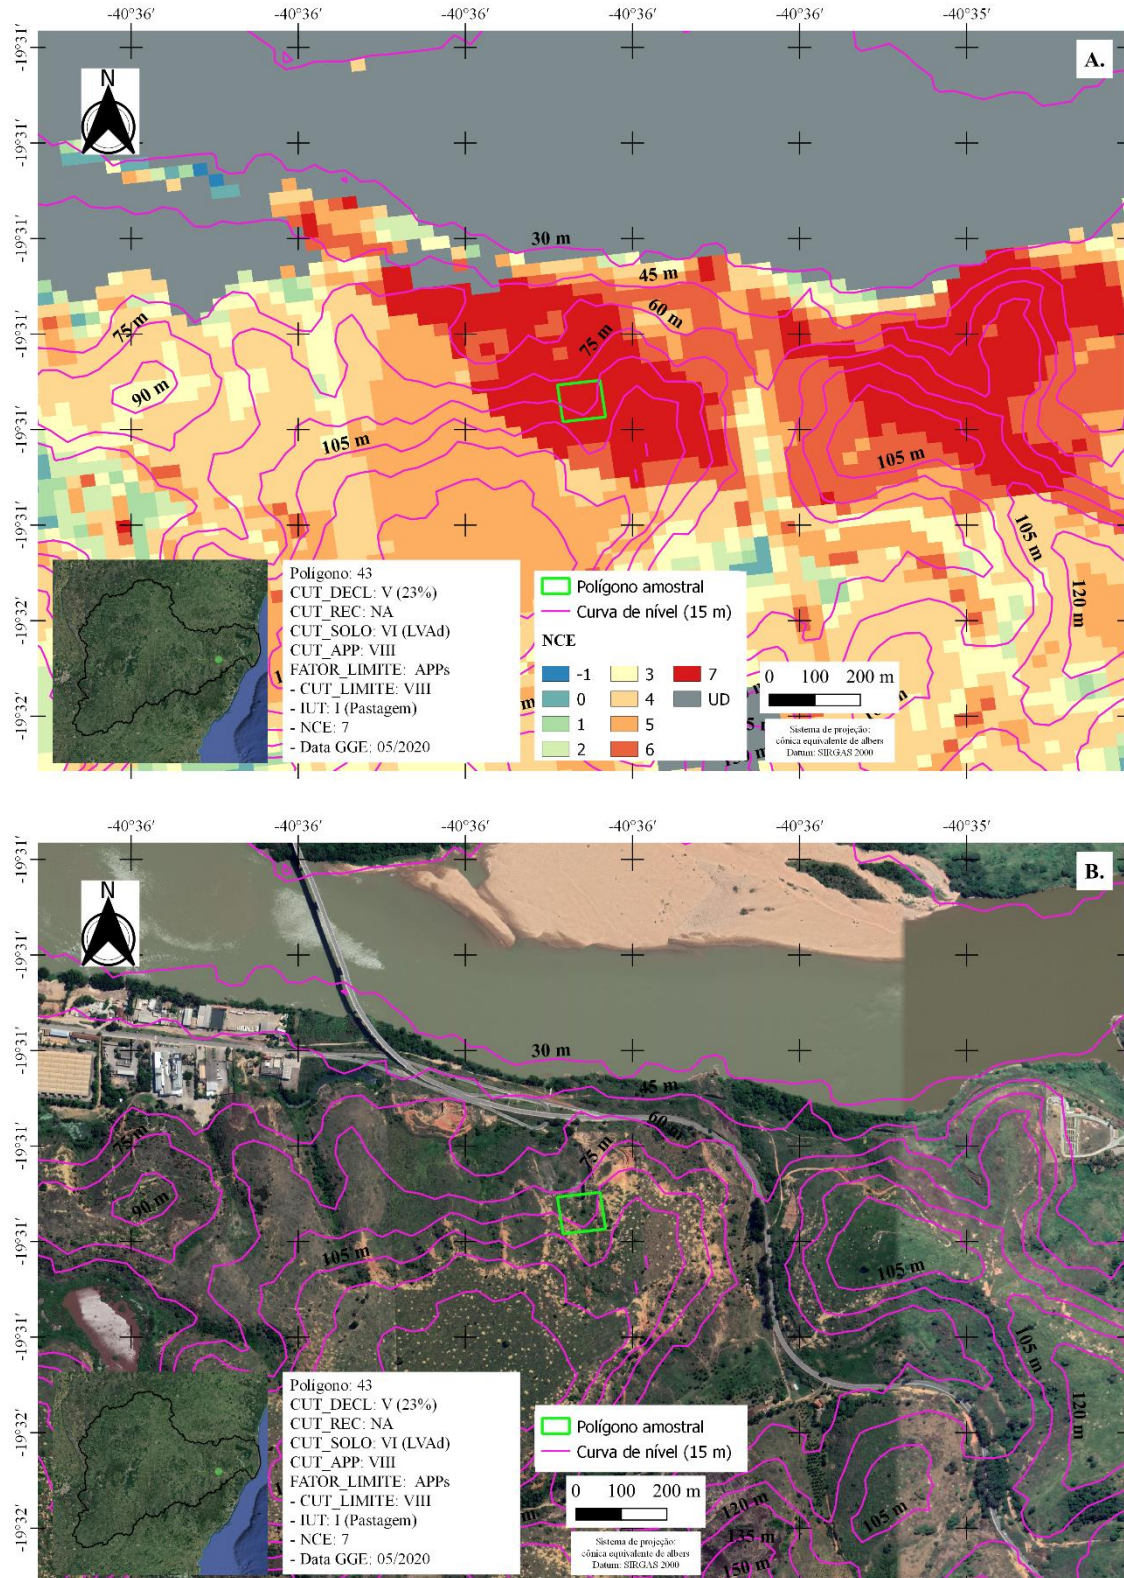 -40°36' -40°36' -40°36' -40°36' -40°35' -40°35'
A.
N
-19°31'
-19°31'
-19°31'
-19°31'
-19°31'
-19°31'
-19°32'
-19°32'
30 m
45 m
60 m
75 m
75 m
90 m
105 m
105 m
105 m
120 m
Polígono: 43
CUT_DECL: V (23%)
CUT_REC: NA
CUT_SOLO: VI (LVAd)
CUT_APP: VIII
FATOR_LIMITE: APPs
- CUT_LIMITE: VIII
- IUT: I (Pastagem)
- NCE: 7
- Data GGE: 05/2020
Polígono amostral
Curva de nível (15 m)
NCE
-1 3 7
0 4 UD
1 5
2 6
0 100 200 m
Sistema de projeção:
cônica equivalente de albers
Datum: SIRGAS 2000
-40°36' -40°36' -40°36' -40°36' -40°35' -40°35'
B.
N
-19°31'
-19°31'
-19°31'
-19°31'
-19°31'
-19°31'
-19°32'
-19°32'
30 m
45 m
60 m
75 m
75 m
90 m
105 m
105 m
105 m
120 m
Polígono: 43
CUT_DECL: V (23%)
CUT_REC: NA
CUT_SOLO: VI (LVAd)
CUT_APP: VIII
FATOR_LIMITE: APPs
- CUT_LIMITE: VIII
- IUT: I (Pastagem)
- NCE: 7
- Data GGE: 05/2020
Polígono amostral
Curva de nível (15 m)
0 100 200 m
Sistema de projeção:
cônica equivalente de albers
Datum: SIRGAS 2000
120 m
135 m
150 m
105 m